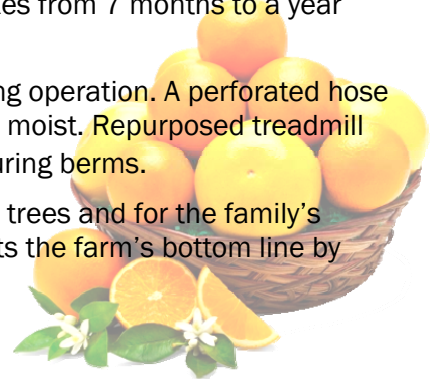 es from 7 months to a year
ng operation. A perforated hose
moist. Repurposed treadmill
uring berms.
trees and for the family’s
ts the farm’s bottom line by